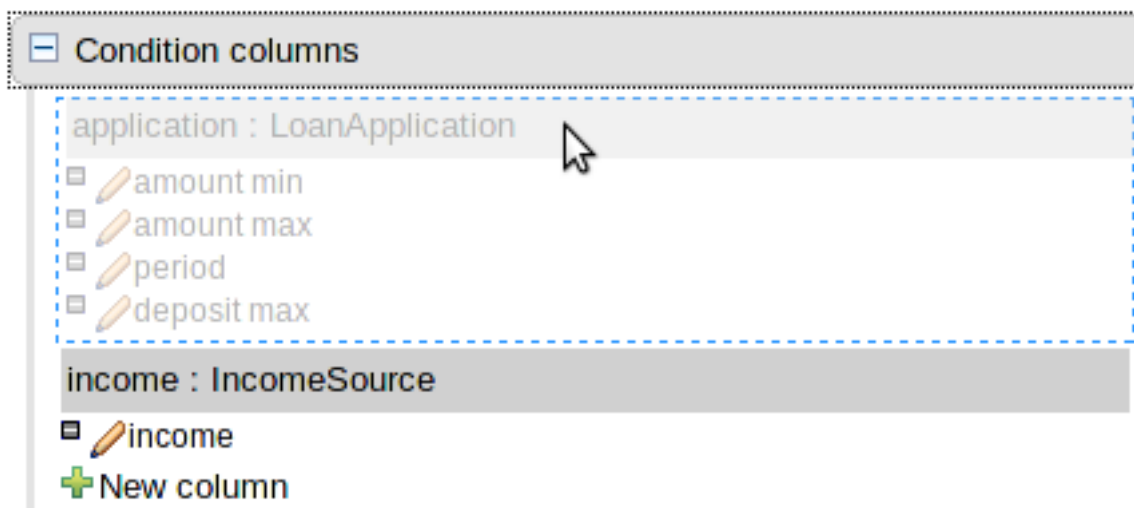 Condition columns
application : LoanApplication
amount min
amount max
period
deposit max
income : IncomeSource
income
New column